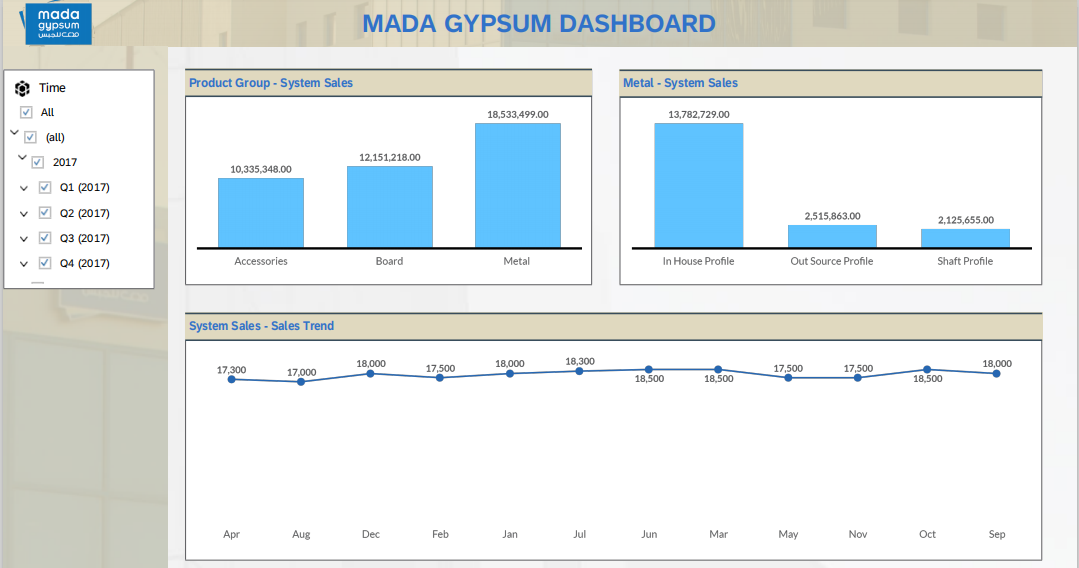 mada
gypsum
مدى للجبس
MADA GYPSUM DASHBOARD
Time
All
(all)
2017
Q1 (2017)
Q2 (2017)
Q3 (2017)
Q4 (2017)
Product Group - System Sales
18,533,499.00
12,151,218.00
10,335,348.00
Accessories Board Metal
Metal - System Sales
13,782,729.00
2,515,863.00
2,125,655.00
In House Profile Out Source Profile Shaft Profile
System Sales - Sales Trend
17,300 17,000 18,000 17,500 18,000 18,300 18,500 18,500 17,500 17,500 18,500 18,000
Apr Aug Dec Feb Jan Jul Jun Mar May Nov Oct Sep